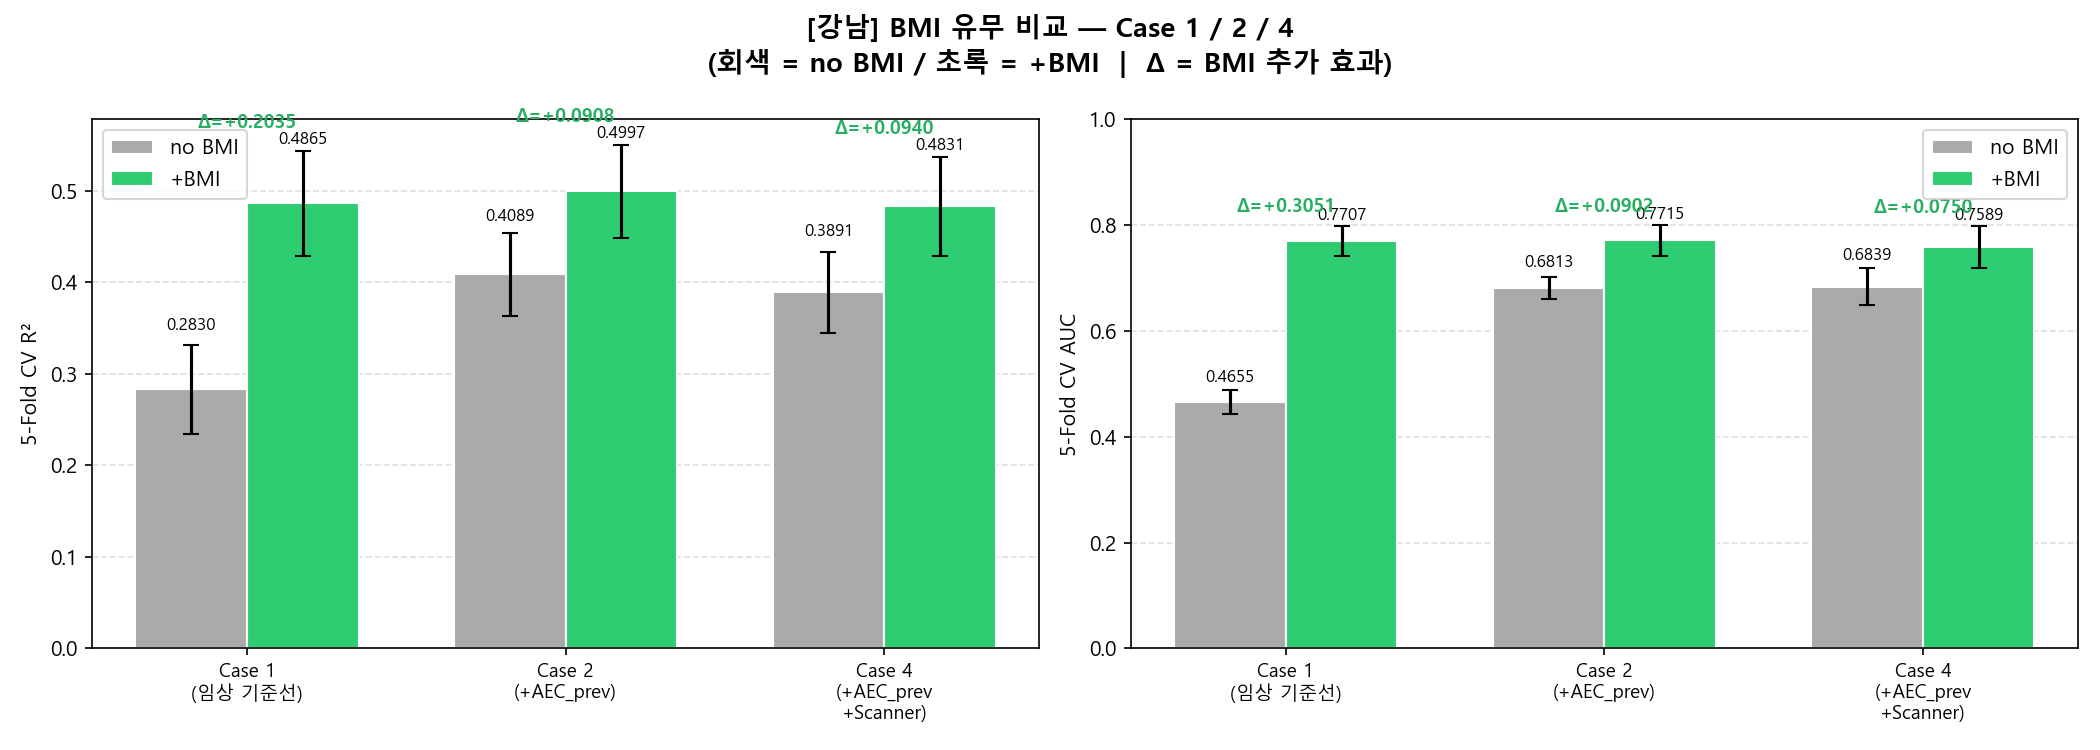 [강남] BMI 유무 비교 — Case 1 / 2 / 4
(회색 = no BMI / 초록 = +BMI | Δ = BMI 추가 효과)
5-Fold CV R²
0.5
0.4
0.3
0.2
0.1
0.0
no BMI
+BMI
Δ=+0.2035
0.4865
0.2830
Δ=+0.0908
0.4997
0.4089
Δ=+0.0940
0.4831
0.3891
Case 1
(임상 기준선)
Case 2
(+AEC_prev)
Case 4
(+AEC_prev
+Scanner)
5-Fold CV AUC
1.0
0.8
0.6
0.4
0.2
0.0
no BMI
+BMI
Δ=+0.3051
0.7707
0.4655
Δ=+0.0902
0.7715
0.6813
Δ=+0.0750
0.7589
0.6839
Case 1
(임상 기준선)
Case 2
(+AEC_prev)
Case 4
(+AEC_prev
+Scanner)